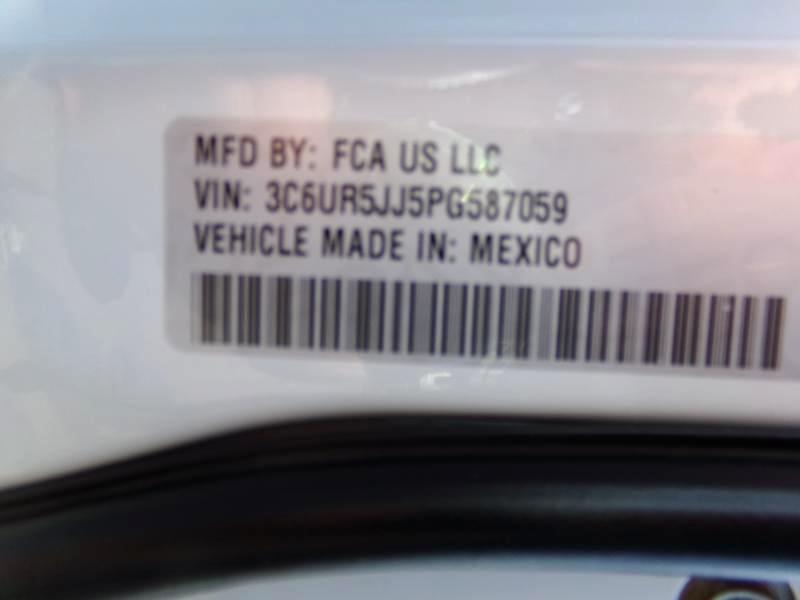 MFD BY: FCA US LLC
VIN: 3C6UR5JJ5PG587059
VEHICLE MADE IN: MEXICO